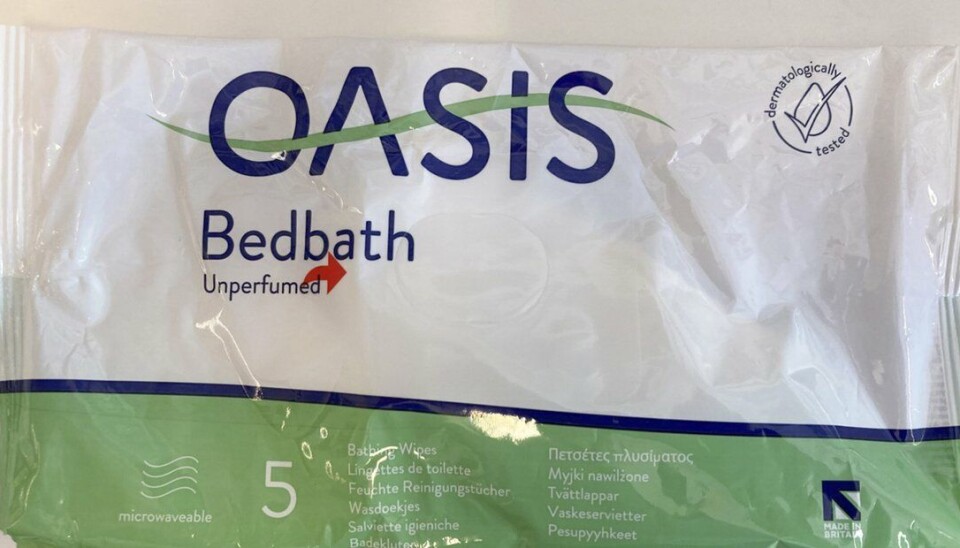 OASIS
dermatologically
tested
Bedbath
Unperfumed
microwaveable
5
Bathing Wipes
Lingettes de toilette
Feuchte Reinigungstücher
Wasdoekjes
Salviette igieniche
Badeklute
Πετσέτες πλυσίματος
Myjki nawilżone
Tvättlappar
Vaskeservietter
Pesupyyhkeet
MADE IN
BRITAIN